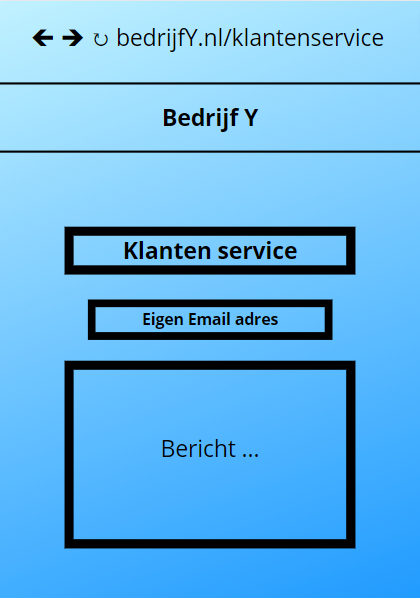 🡰 🡲 ↻ bedrijfY.nl/klantenservice
Bedrijf Y
Klanten service
Eigen Email adres
Bericht ...